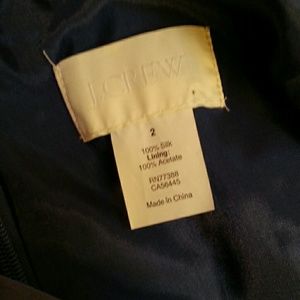 J.CREW
2
100% Silk
Lining:
100% Acetate
RN77388
CA56445
Made In China